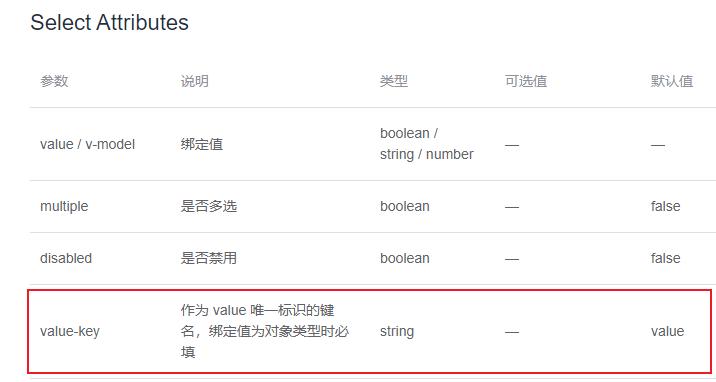 Select Attributes
参数 说明 类型 可选值 默认值
value / v-model 绑定值 boolean / string / number — —
multiple 是否多选 boolean — false
disabled 是否禁用 boolean — false
value-key 作为 value 唯一标识的键名，绑定值为对象类型时必填 string — value